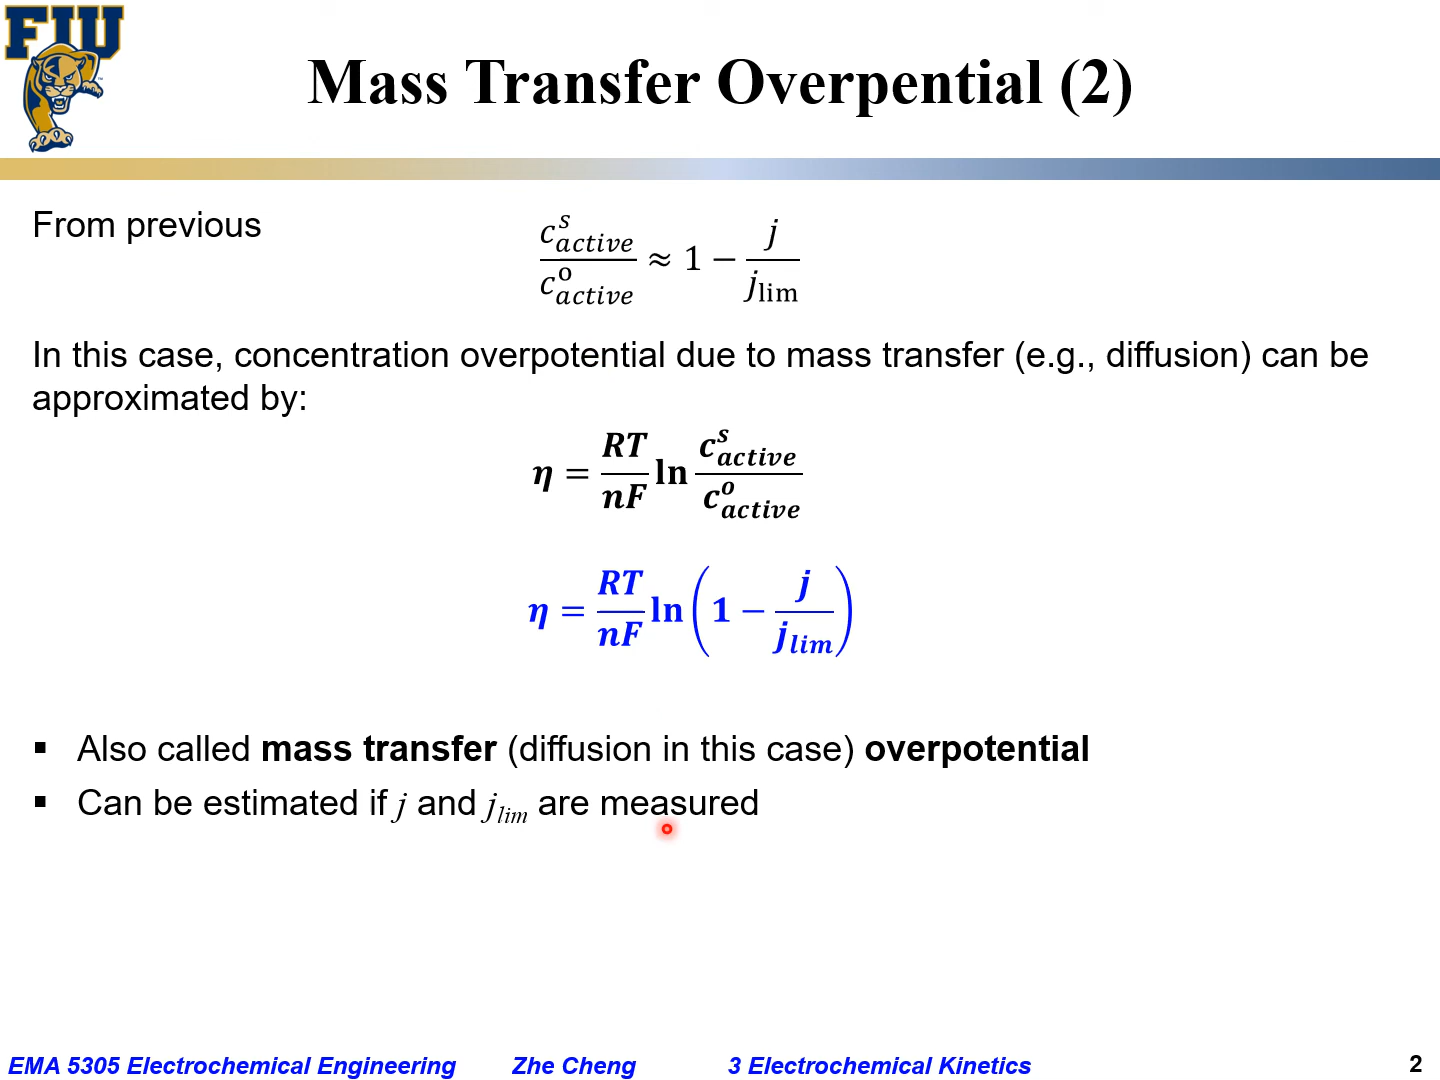 FIU
Mass Transfer Overpential (2)
From previous
c^s_active / c^o_active ≈ 1 − j / j_lim
In this case, concentration overpotential due to mass transfer (e.g., diffusion) can be
approximated by:
η = RT / nF ln c^s_active / c^o_active
η = RT / nF ln (1 − j / j_lim)
▪ Also called mass transfer (diffusion in this case) overpotential
▪ Can be estimated if j and j_lim are measured
EMA 5305 Electrochemical Engineering Zhe Cheng 3 Electrochemical Kinetics 2